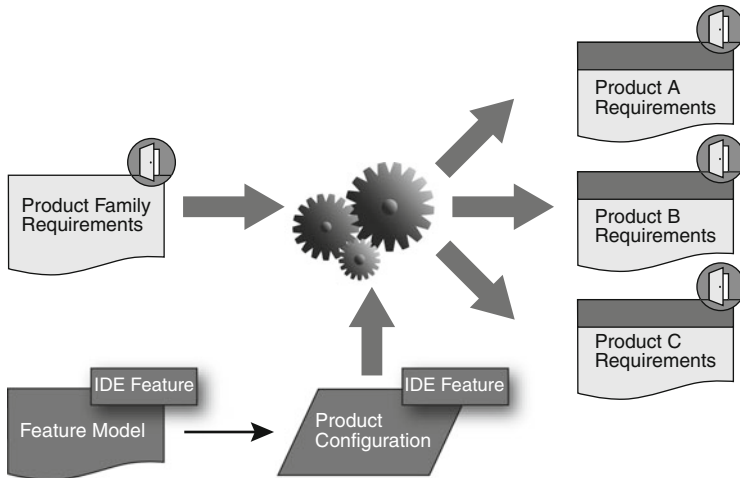 Product A
Requirements
Product Family
Requirements
Product B
Requirements
Product C
Requirements
IDE Feature
Feature Model
IDE Feature
Product
Configuration